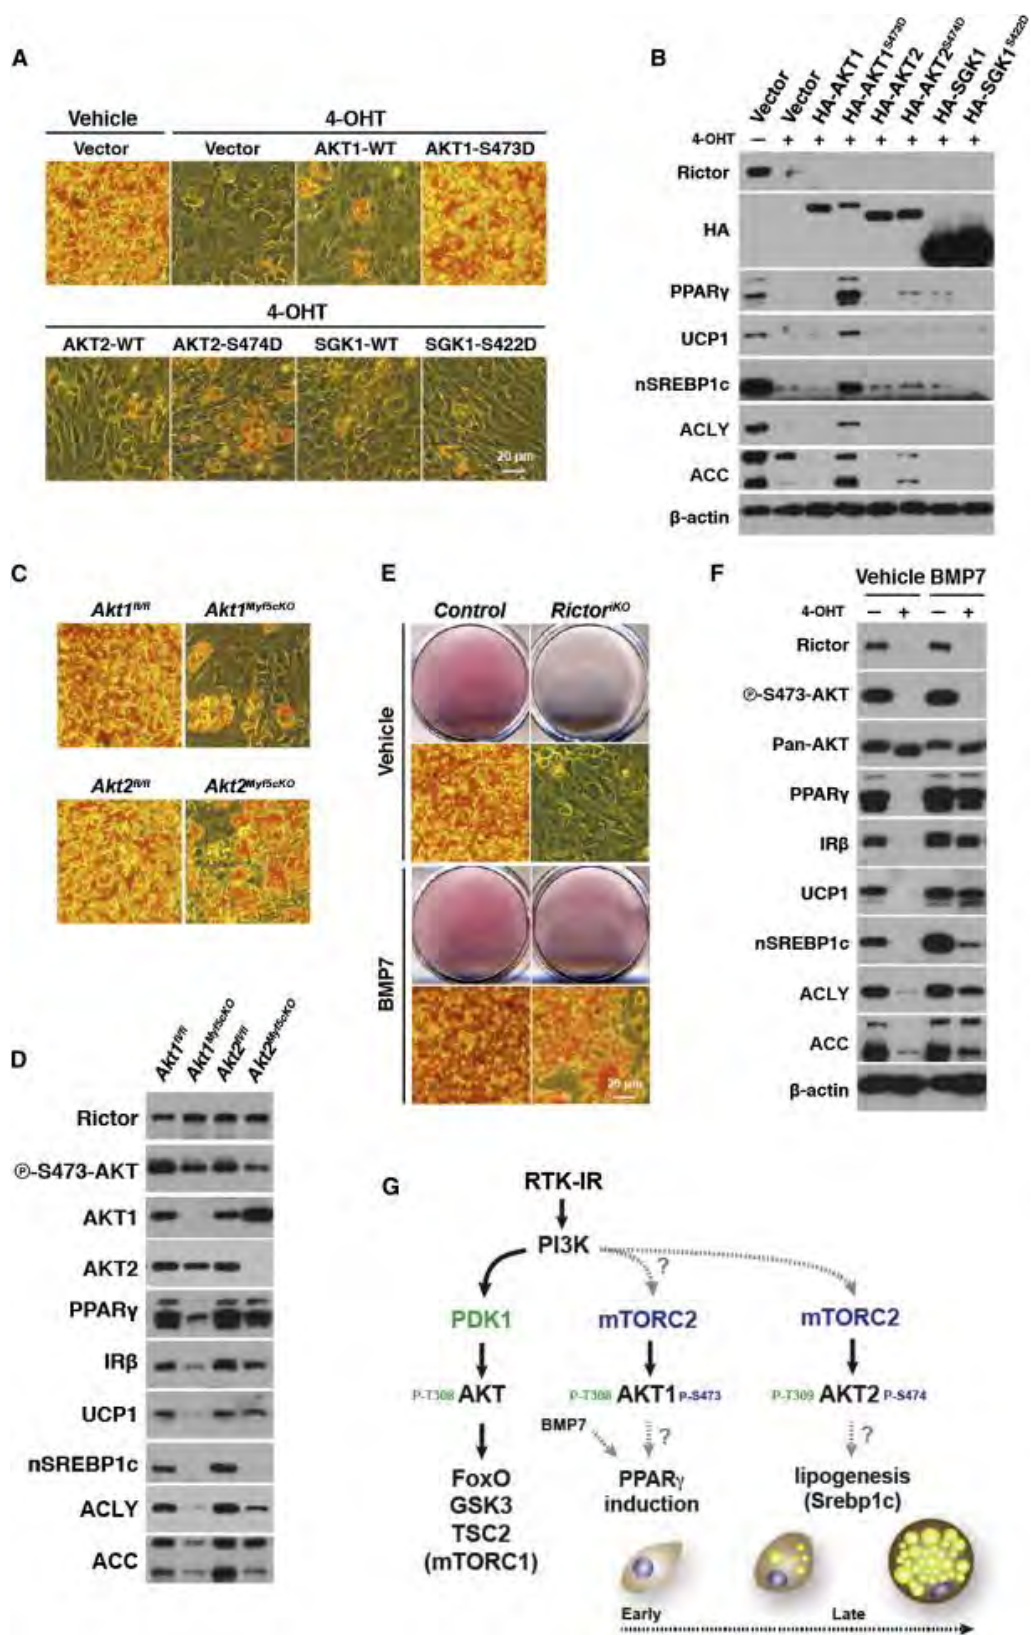 A
Vehicle
4-OHT
Vector
Vector
AKT1-WT
AKT1-S473D
4-OHT
AKT2-WT
AKT2-S474D
SGK1-WT
SGK1-S422D
20 µm
B
Vector
Vector
HA-AKT1
HA-AKT1S473D
HA-AKT2
HA-AKT2S474D
HA-SGK1
HA-SGK1S422D
4-OHT − + + + + + + +
Rictor
HA
PPARγ
UCP1
nSREBP1c
ACLY
ACC
β-actin
C
Akt1fl/fl
Akt1Myf5cKO
Akt2fl/fl
Akt2Myf5cKO
D
Akt1fl/fl
Akt1Myf5cKO
Akt2fl/fl
Akt2Myf5cKO
Rictor
Ⓟ-S473-AKT
AKT1
AKT2
PPARγ
IRβ
UCP1
nSREBP1c
ACLY
ACC
E
Control
RictoriKO
Vehicle
BMP7
20 µm
F
Vehicle BMP7
4-OHT − + − +
Rictor
Ⓟ-S473-AKT
Pan-AKT
PPARγ
IRβ
UCP1
nSREBP1c
ACLY
ACC
β-actin
G
RTK-IR
PI3K
?
PDK1
mTORC2
mTORC2
P-T308 AKT
P-T308 AKT1 P-S473
P-T309 AKT2 P-S474
BMP7
?
?
FoxO
GSK3
TSC2
(mTORC1)
PPARγ
induction
lipogenesis
(Srebp1c)
Early
Late